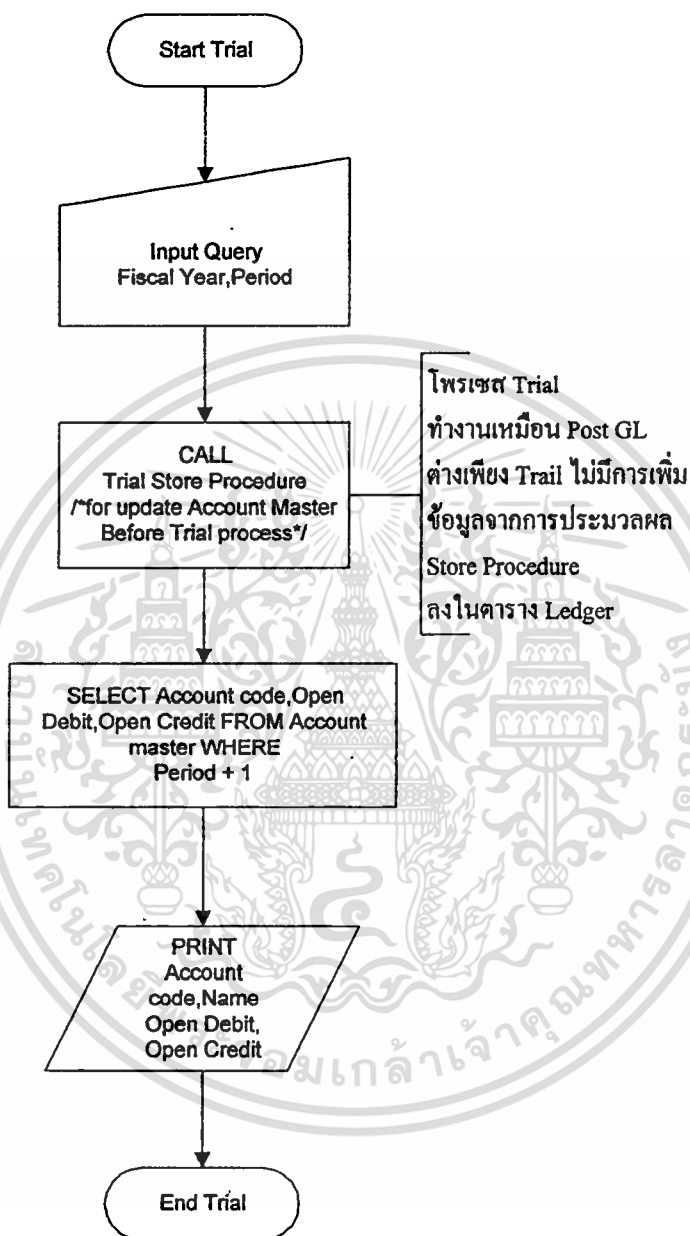 Start Trial
Input Query
Fiscal Year,Period
CALL
Trial Store Procedure
/*for update Account Master
Before Trial process*/
โพรเซส Trial
ทำงานเหมือน Post GL
ต่างเพียง Trail ไม่มีการเพิ่ม
ข้อมูลจากการประมวลผล
Store Procedure
ลงในตาราง Ledger
SELECT Account code,Open
Debit,Open Credit FROM Account
master WHERE
Period + 1
PRINT
Account
code,Name
Open Debit,
Open Credit
End Trial